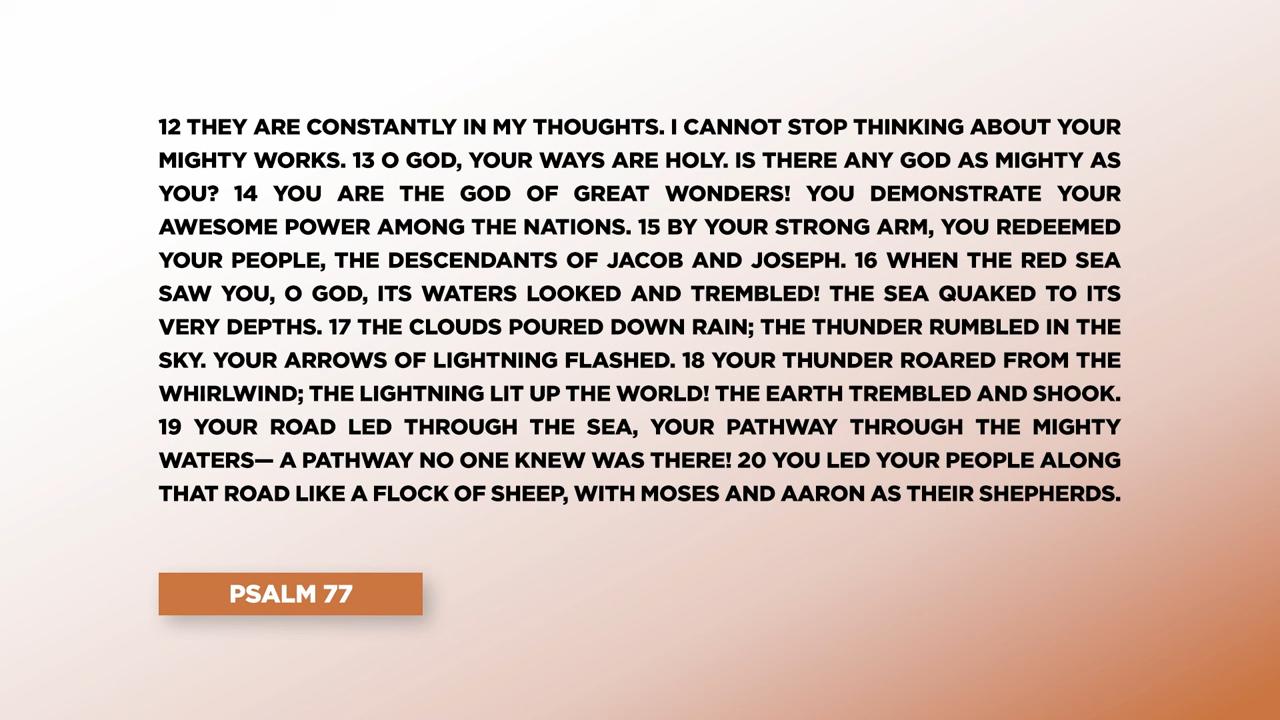 12 THEY ARE CONSTANTLY IN MY THOUGHTS. I CANNOT STOP THINKING ABOUT YOUR
MIGHTY WORKS. 13 O GOD, YOUR WAYS ARE HOLY. IS THERE ANY GOD AS MIGHTY AS
YOU? 14 YOU ARE THE GOD OF GREAT WONDERS! YOU DEMONSTRATE YOUR
AWESOME POWER AMONG THE NATIONS. 15 BY YOUR STRONG ARM, YOU REDEEMED
YOUR PEOPLE, THE DESCENDANTS OF JACOB AND JOSEPH. 16 WHEN THE RED SEA
SAW YOU, O GOD, ITS WATERS LOOKED AND TREMBLED! THE SEA QUAKED TO ITS
VERY DEPTHS. 17 THE CLOUDS POURED DOWN RAIN; THE THUNDER RUMBLED IN THE
SKY. YOUR ARROWS OF LIGHTNING FLASHED. 18 YOUR THUNDER ROARED FROM THE
WHIRLWIND; THE LIGHTNING LIT UP THE WORLD! THE EARTH TREMBLED AND SHOOK.
19 YOUR ROAD LED THROUGH THE SEA, YOUR PATHWAY THROUGH THE MIGHTY
WATERS— A PATHWAY NO ONE KNEW WAS THERE! 20 YOU LED YOUR PEOPLE ALONG
THAT ROAD LIKE A FLOCK OF SHEEP, WITH MOSES AND AARON AS THEIR SHEPHERDS.
PSALM 77